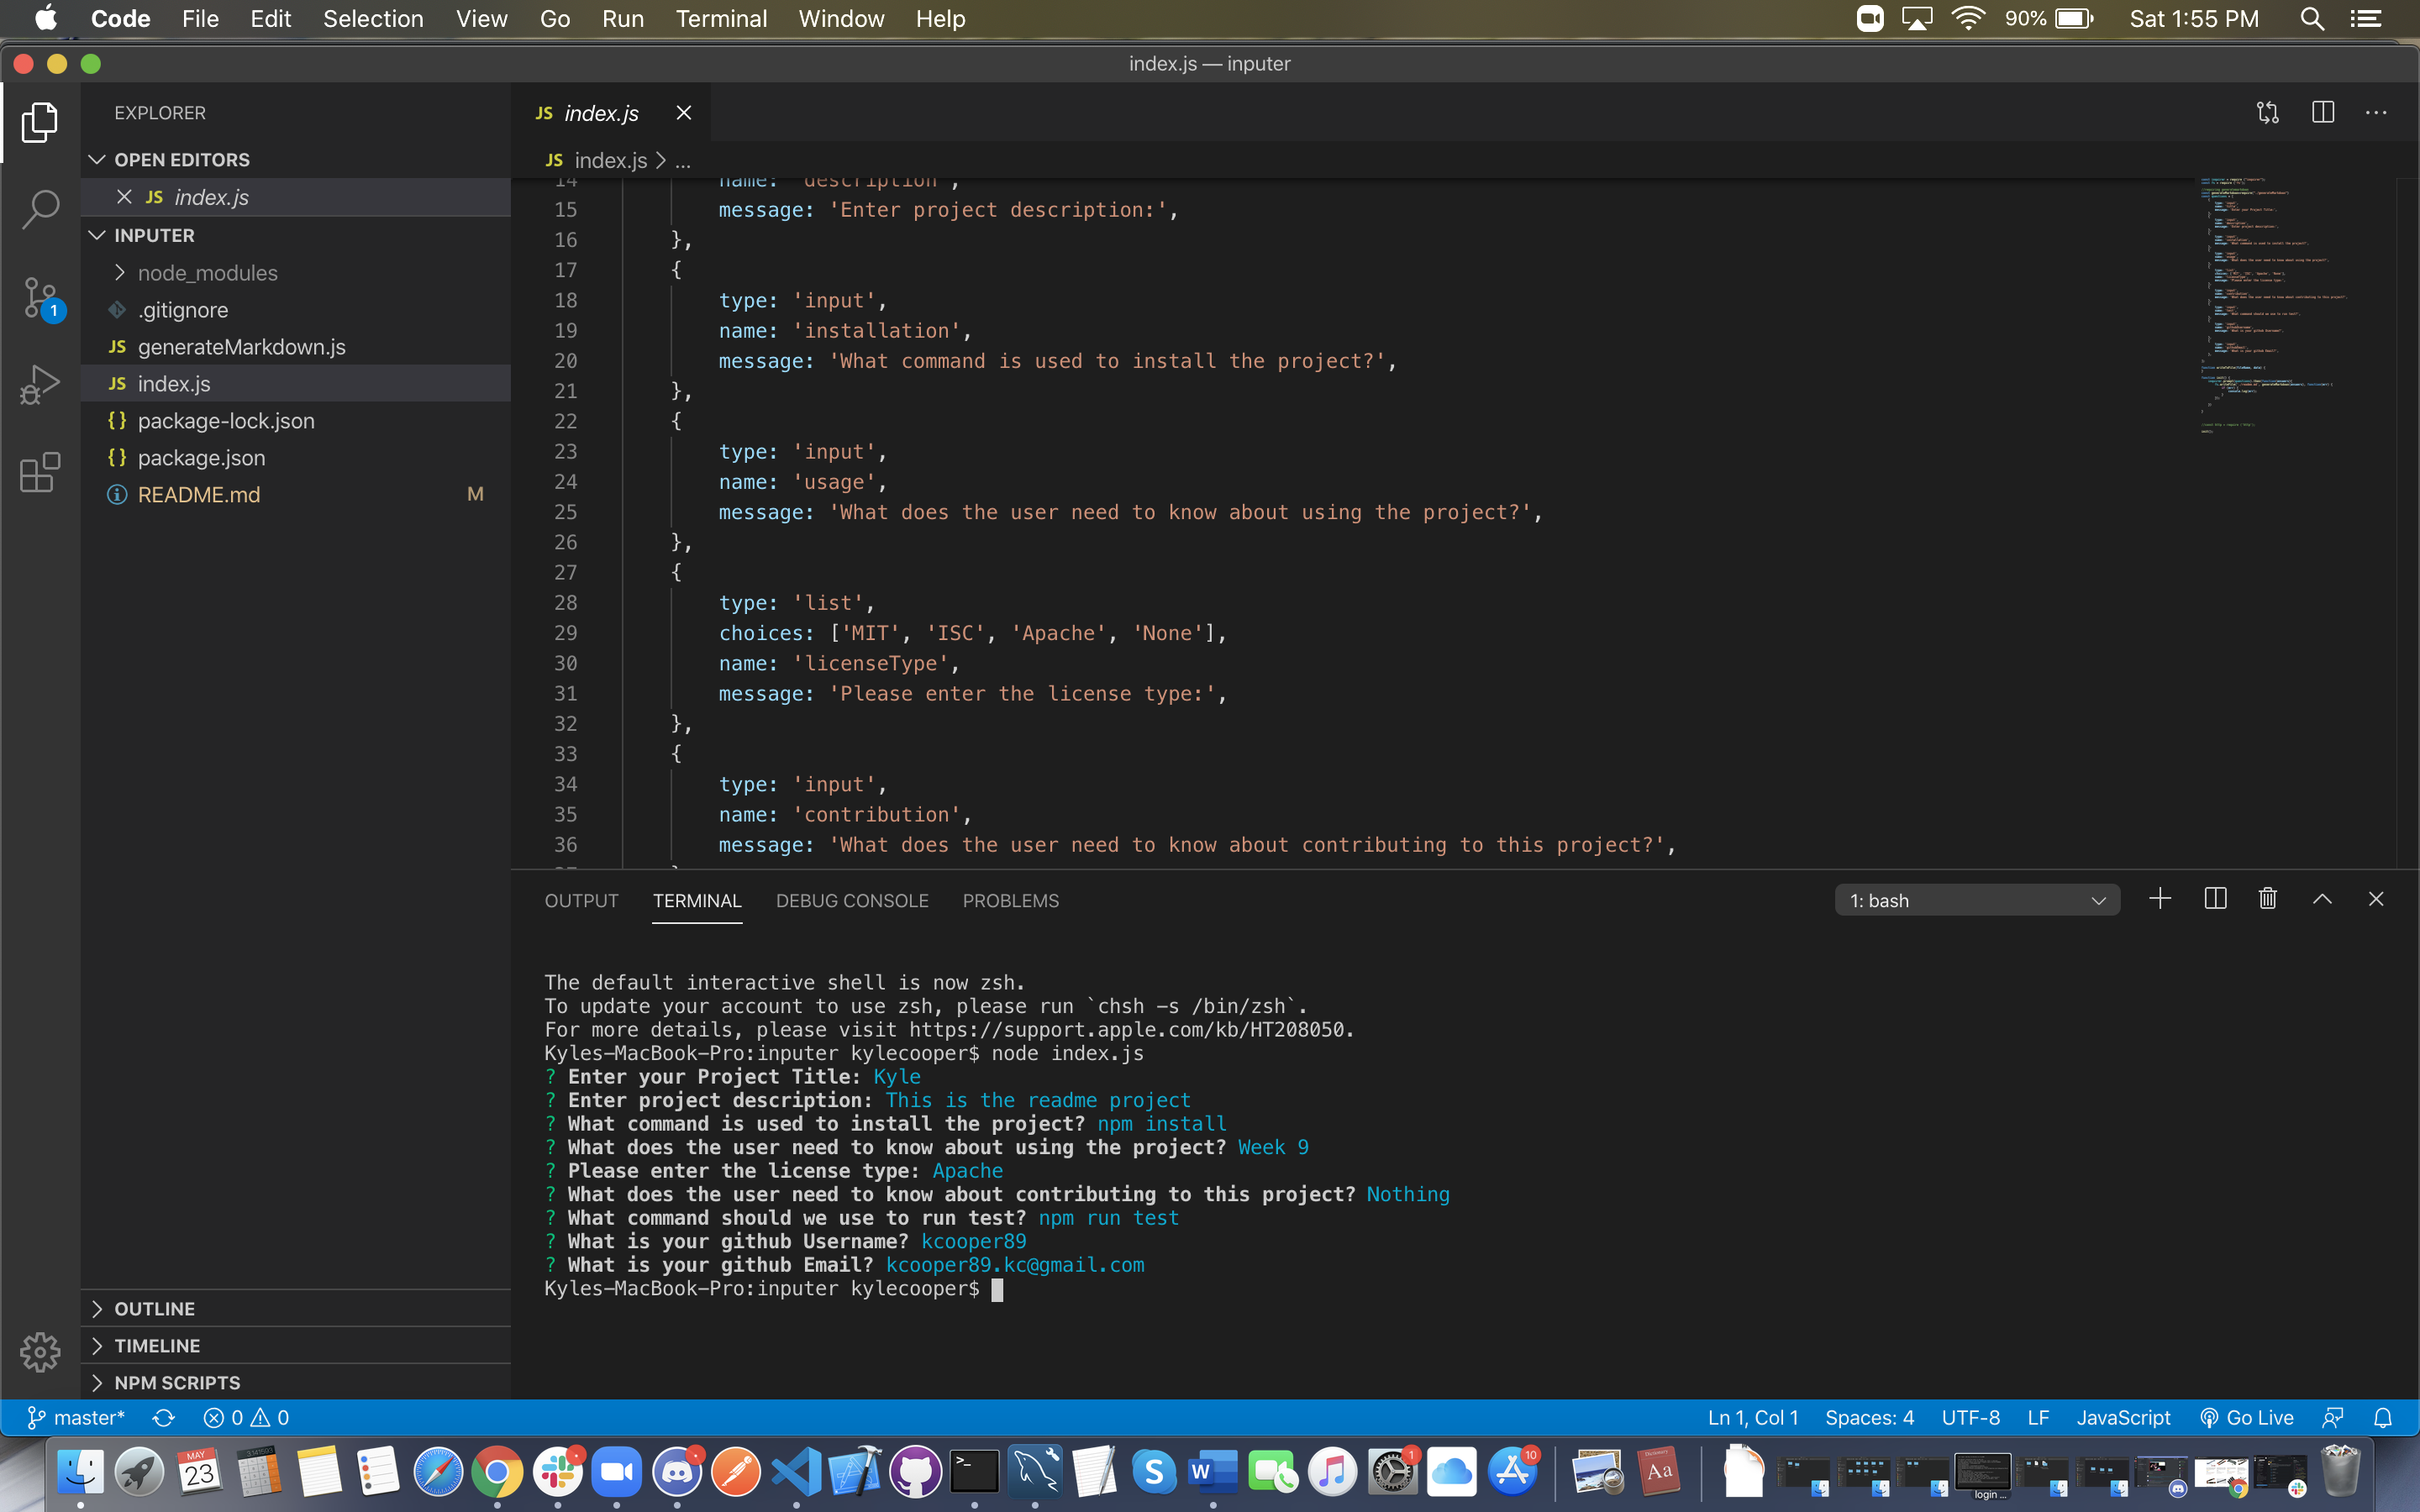 Code File Edit Selection View Go Run Terminal Window Help 90% Sat 1:55 PM
index.js — inputer
EXPLORER
OPEN EDITORS
JS index.js
INPUTER
node_modules
.gitignore
JS generateMarkdown.js
JS index.js
{} package-lock.json
{} package.json
README.md M
OUTLINE
TIMELINE
NPM SCRIPTS
1
JS index.js
JS index.js > ...
14 name: 'description',
15 message: 'Enter project description:',
16 },
17 {
18 type: 'input',
19 name: 'installation',
20 message: 'What command is used to install the project?',
21 },
22 {
23 type: 'input',
24 name: 'usage',
25 message: 'What does the user need to know about using the project?',
26 },
27 {
28 type: 'list',
29 choices: ['MIT', 'ISC', 'Apache', 'None'],
30 name: 'licenseType',
31 message: 'Please enter the license type:',
32 },
33 {
34 type: 'input',
35 name: 'contribution',
36 message: 'What does the user need to know about contributing to this project?',
OUTPUT TERMINAL DEBUG CONSOLE PROBLEMS 1: bash
The default interactive shell is now zsh.
To update your account to use zsh, please run `chsh -s /bin/zsh`.
For more details, please visit https://support.apple.com/kb/HT208050.
Kyles-MacBook-Pro:inputer kylecooper$ node index.js
? Enter your Project Title: Kyle
? Enter project description: This is the readme project
? What command is used to install the project? npm install
? What does the user need to know about using the project? Week 9
? Please enter the license type: Apache
? What does the user need to know about contributing to this project? Nothing
? What command should we use to run test? npm run test
? What is your github Username? kcooper89
? What is your github Email? kcooper89.kc@gmail.com
Kyles-MacBook-Pro:inputer kylecooper$
master* 0 0 Ln 1, Col 1 Spaces: 4 UTF-8 LF JavaScript Go Live
MAY
23
S
W
1
10
Aa
login ...